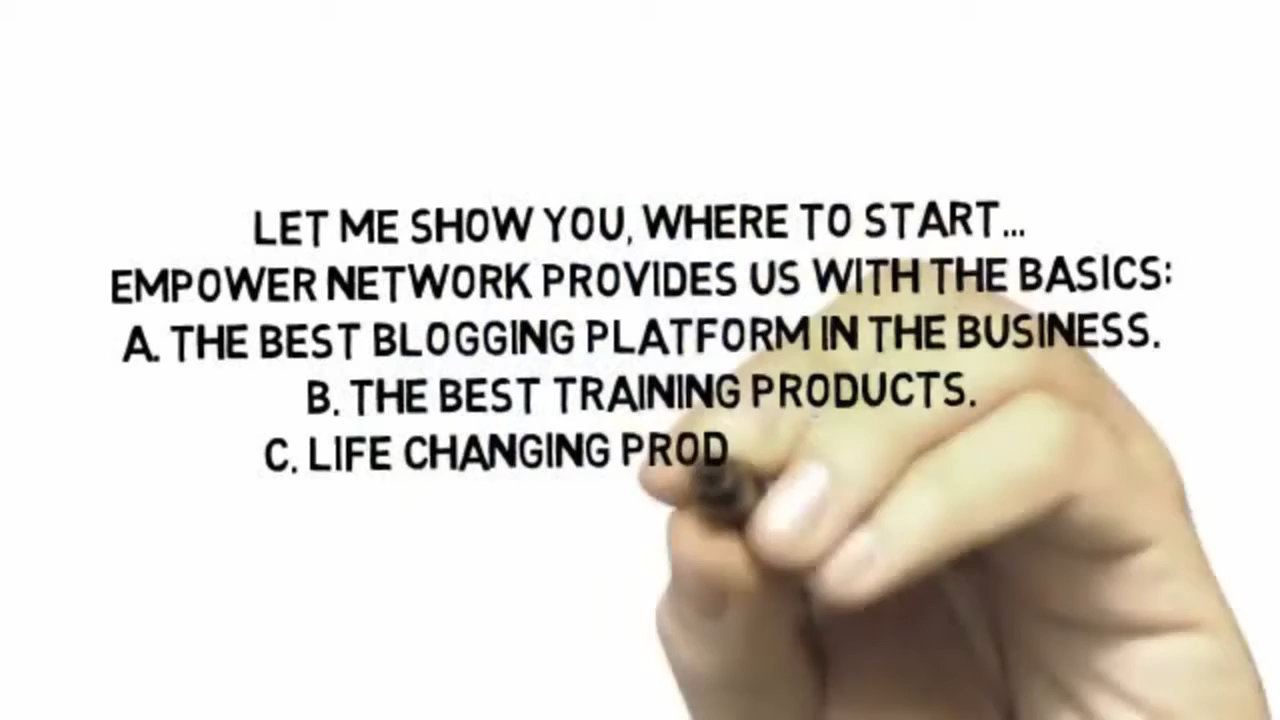 LET ME SHOW YOU, WHERE TO START...
EMPOWER NETWORK PROVIDES US WITH THE BASICS:
A. THE BEST BLOGGING PLATFORM IN THE BUSINESS.
B. THE BEST TRAINING PRODUCTS.
C. LIFE CHANGING PROD